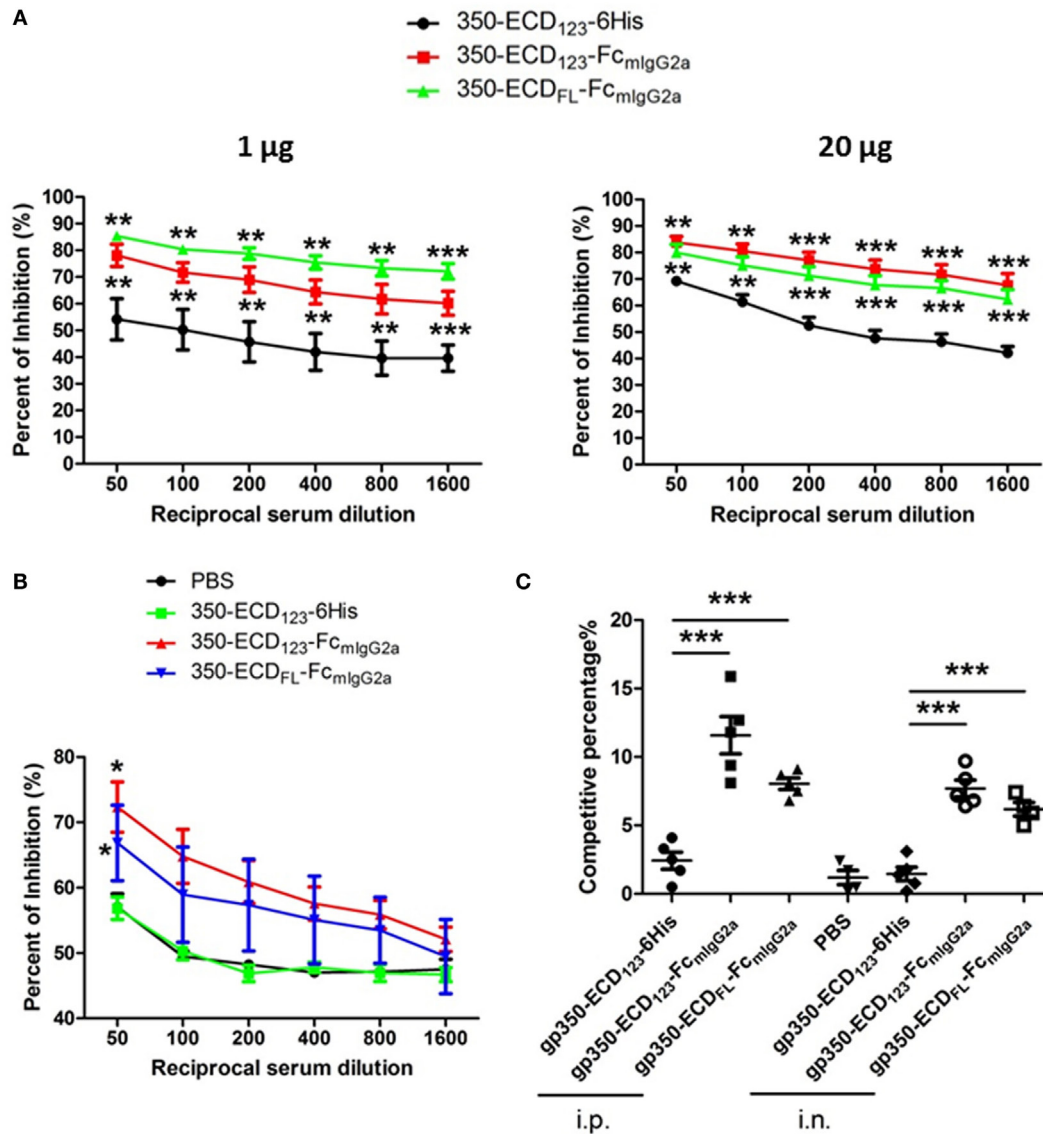 A
350-ECD123-6His
350-ECD123-FcmIgG2a
350-ECDFL-FcmIgG2a
1 µg
Percent of Inhibition (%)
100
90
80
70
60
50
40
30
20
10
0
** ** ** ** ** ***
** ** ** ** ** ***
50 100 200 400 800 1600
Reciprocal serum dilution
20 µg
Percent of Inhibition (%)
100
90
80
70
60
50
40
30
20
10
0
** ** *** *** *** ***
** ** *** *** *** ***
50 100 200 400 800 1600
Reciprocal serum dilution
B
PBS
350-ECD123-6His
350-ECD123-FcmIgG2a
350-ECDFL-FcmIgG2a
Percent of Inhibition (%)
80
70
60
50
40
*
*
50 100 200 400 800 1600
Reciprocal serum dilution
C
Competitive percentage%
20
15
10
5
0
***
***
***
***
gp350-ECD123-6His
gp350-ECD123-FcmIgG2a
gp350-ECDFL-FcmIgG2a
PBS
gp350-ECD123-6His
gp350-ECD123-FcmIgG2a
gp350-ECDFL-FcmIgG2a
i.p.
i.n.